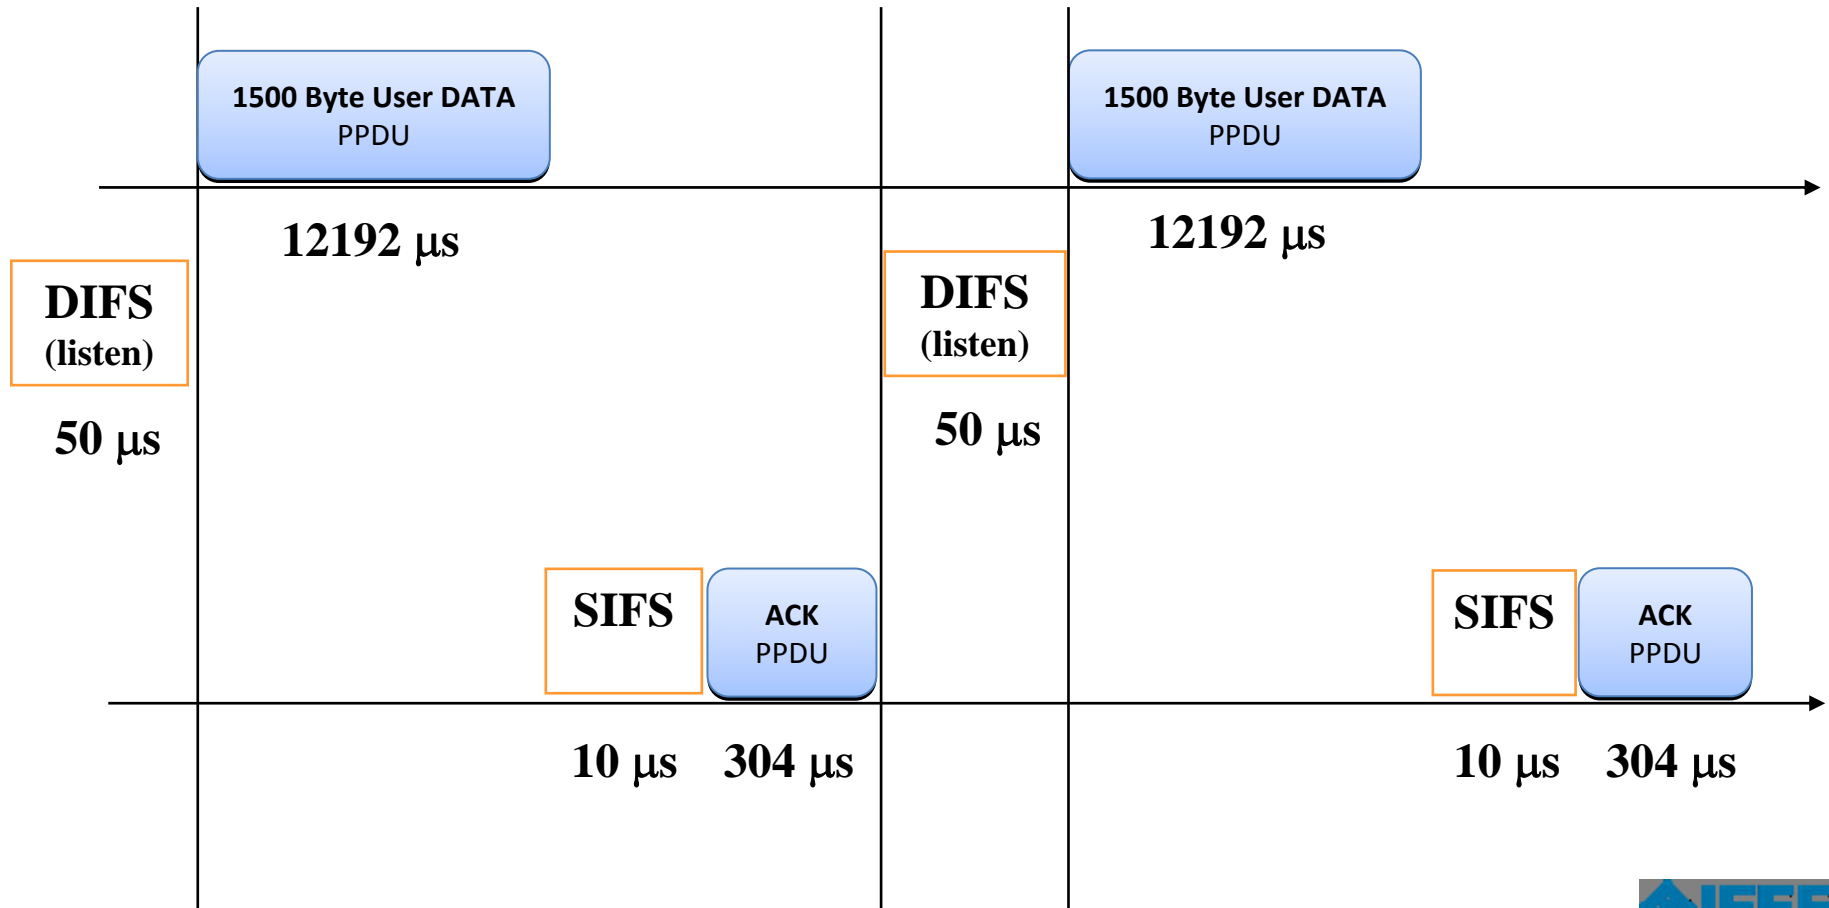 1500 Byte User DATA
PPDU
1500 Byte User DATA
PPDU
12192 μs
12192 μs
DIFS
(listen)
DIFS
(listen)
50 μs
50 μs
SIFS
ACK
PPDU
SIFS
ACK
PPDU
10 μs
304 μs
10 μs
304 μs